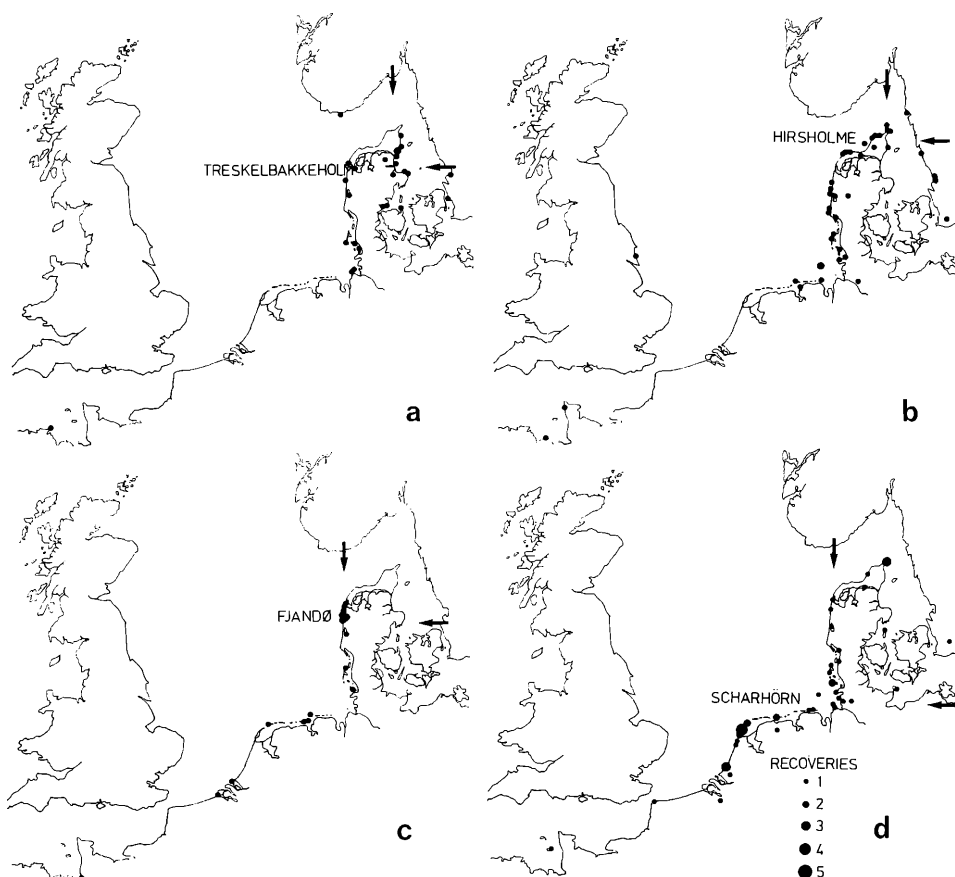 TRESKELBAKKEHOLM
a
HIRSHOLME
b
FJANDØ
c
SCHARHÖRN
RECOVERIES
1
2
3
4
5
d